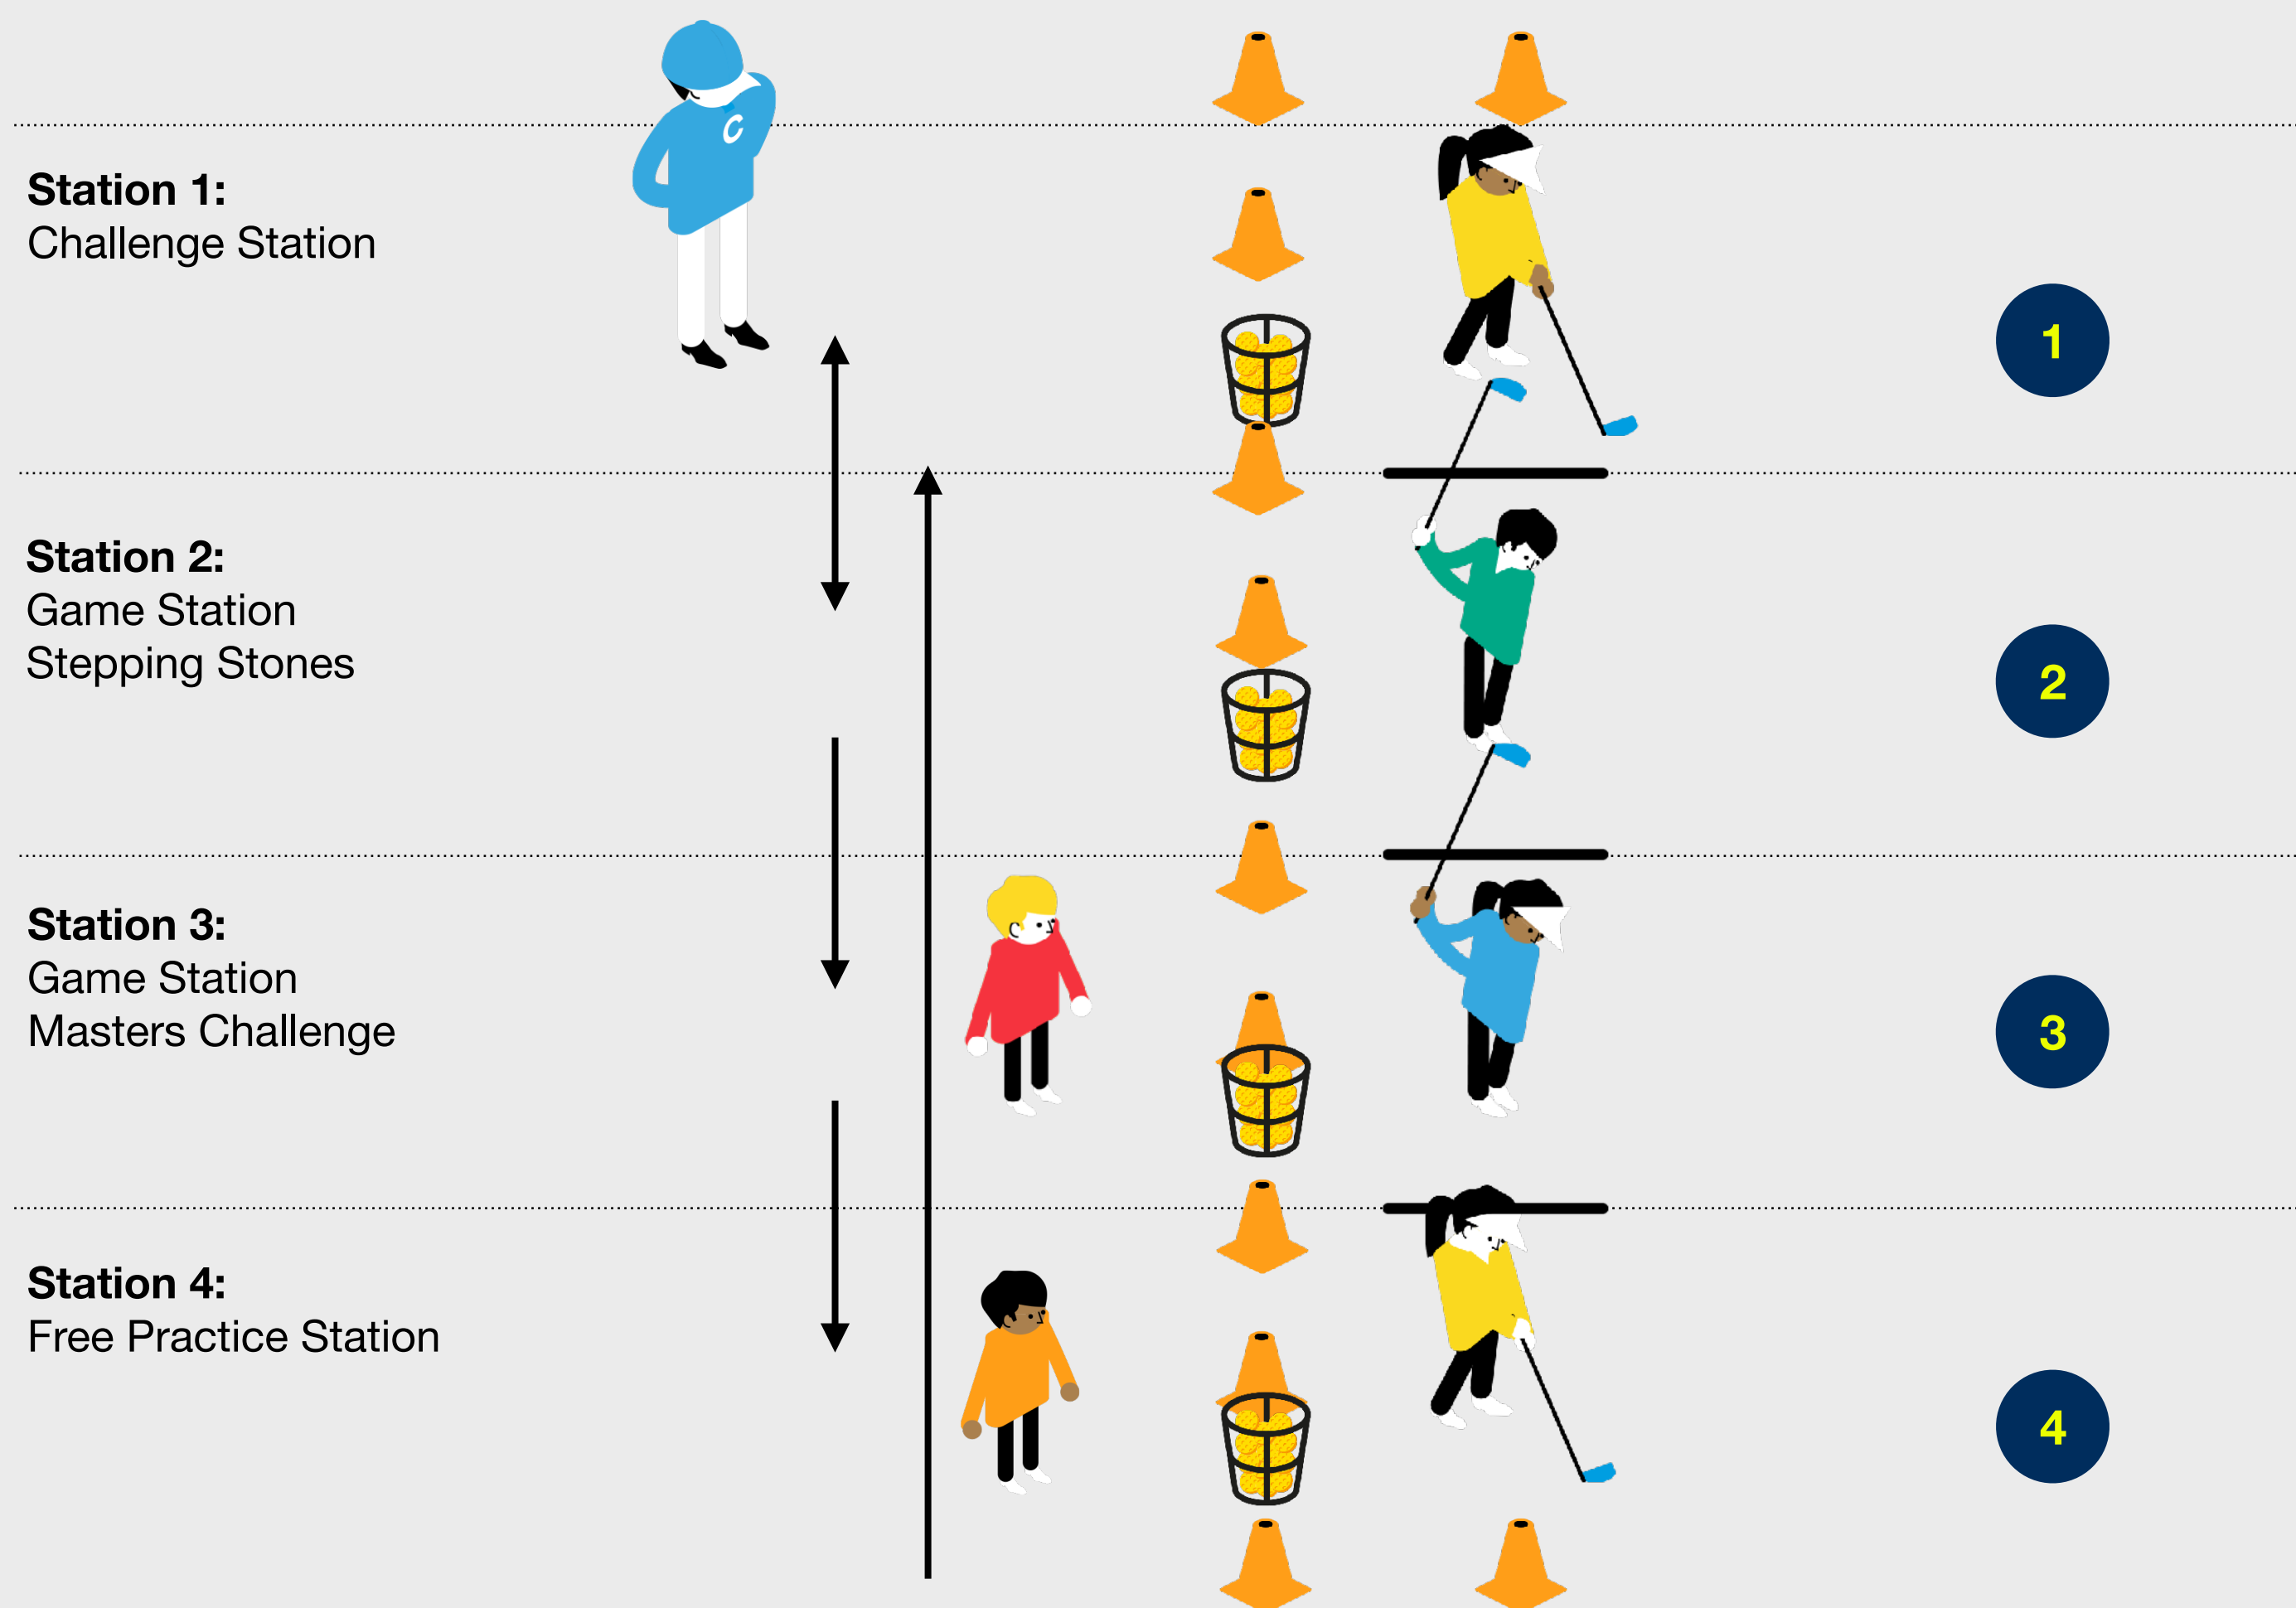 C
Station 1:
Challenge Station
1
Station 2:
Game Station
Stepping Stones
2
Station 3:
Game Station
Masters Challenge
3
Station 4:
Free Practice Station
4